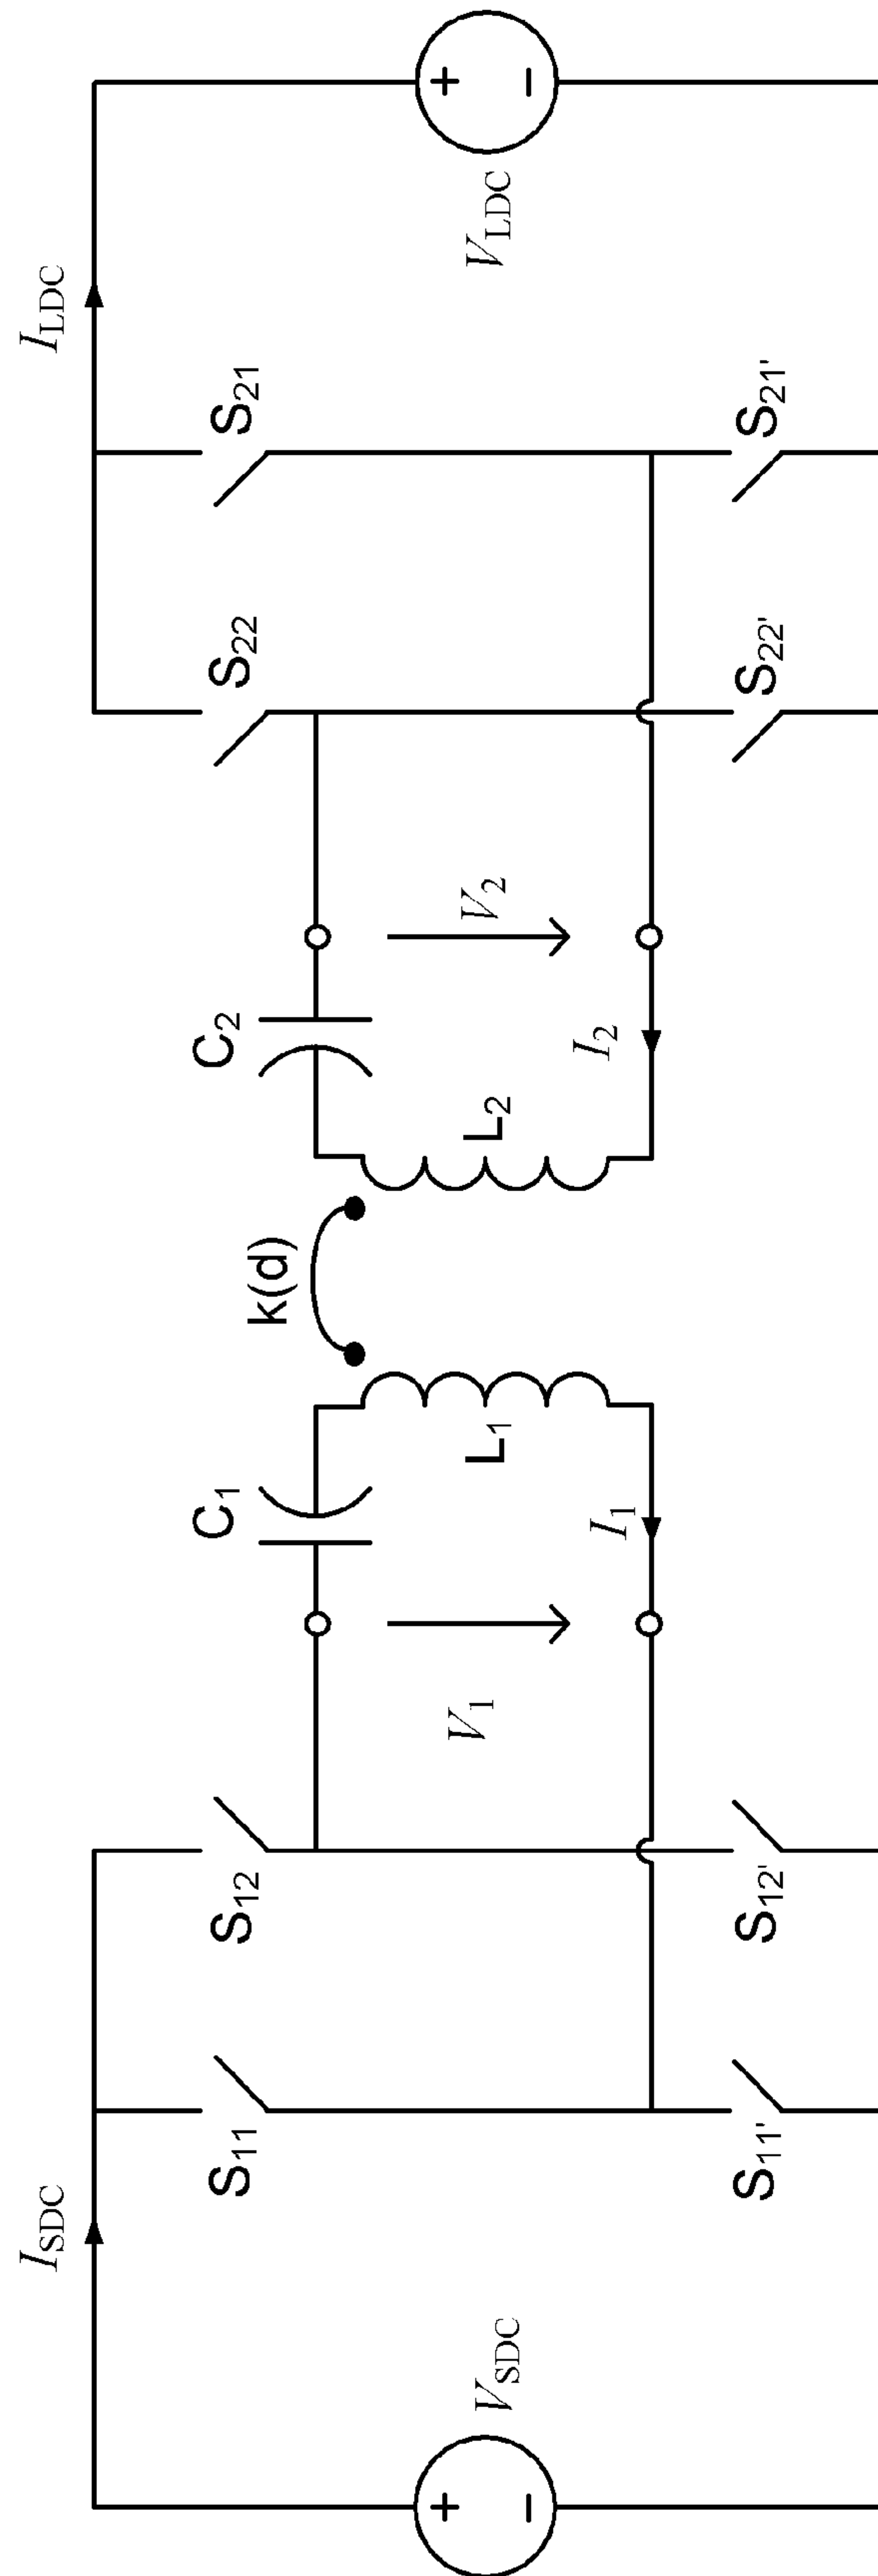 I_SDC
I_LDC
S₁₁
S₁₂
C₁
k(d)
C₂
S₂₂
S₂₁
+
V_SDC
−
V₁
L₁
L₂
V₂
V_LDC
+
−
I₁
I₂
S₁₁'
S₁₂'
S₂₂'
S₂₁'